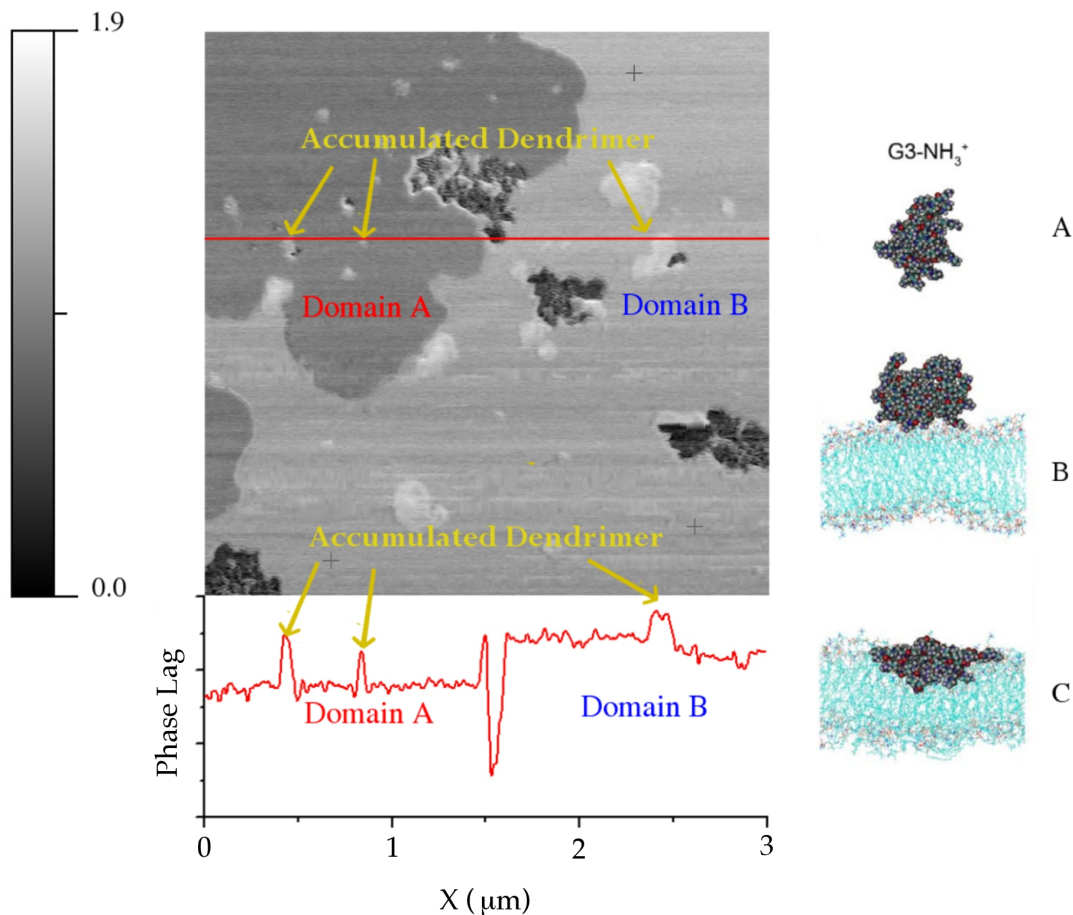 1.9
0.0
Accumulated Dendrimer
Domain A
Domain B
Accumulated Dendrimer
Phase Lag
Domain A
Domain B
0
1
2
3
X (μm)
G3-NH₃⁺
A
B
C